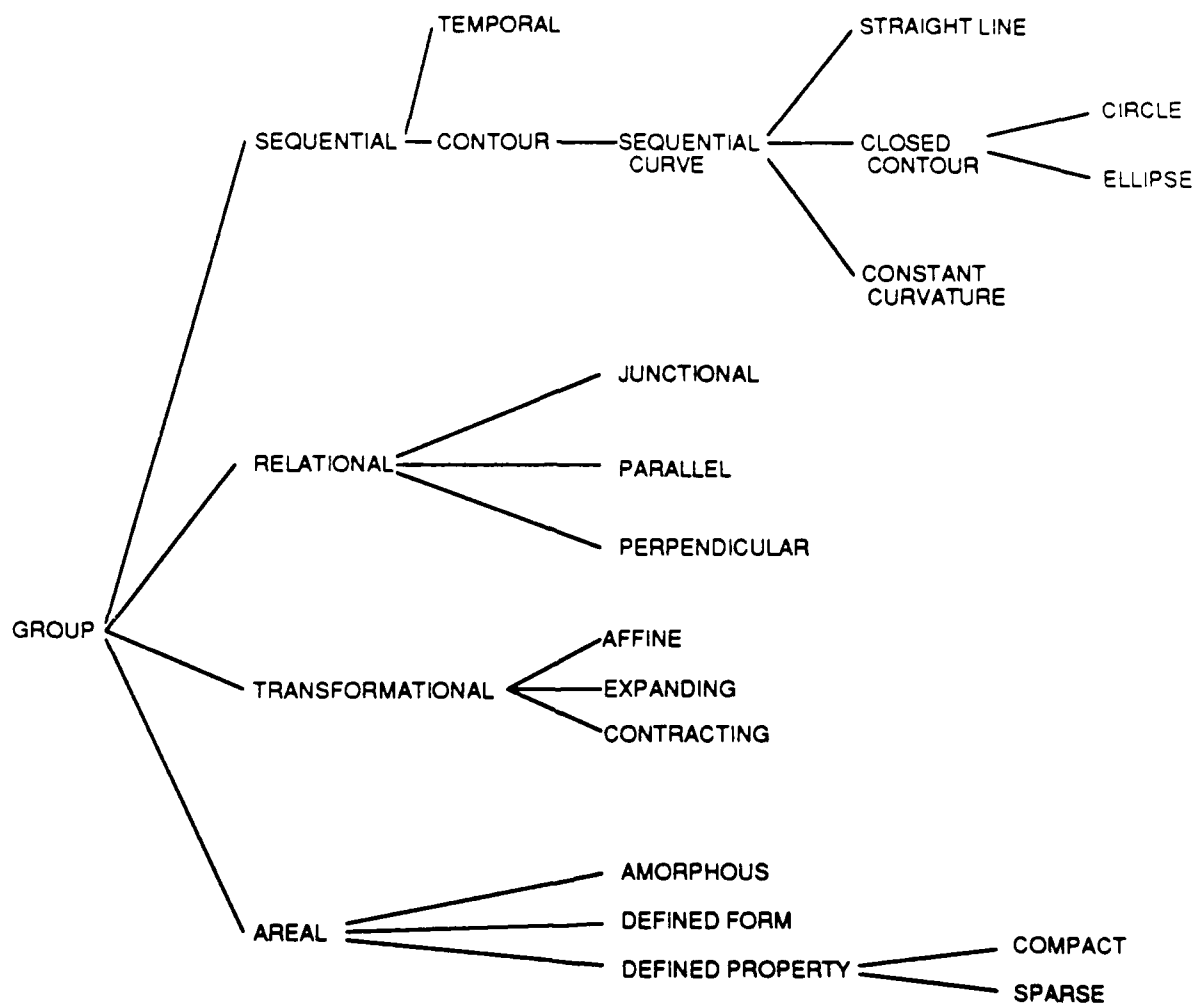 TEMPORAL
STRAIGHT LINE
SEQUENTIAL
CONTOUR
SEQUENTIAL
CURVE
CLOSED
CONTOUR
CIRCLE
ELLIPSE
CONSTANT
CURVATURE
JUNCTIONAL
RELATIONAL
PARALLEL
PERPENDICULAR
GROUP
AFFINE
TRANSFORMATIONAL
EXPANDING
CONTRACTING
AMORPHOUS
AREAL
DEFINED FORM
DEFINED PROPERTY
COMPACT
SPARSE